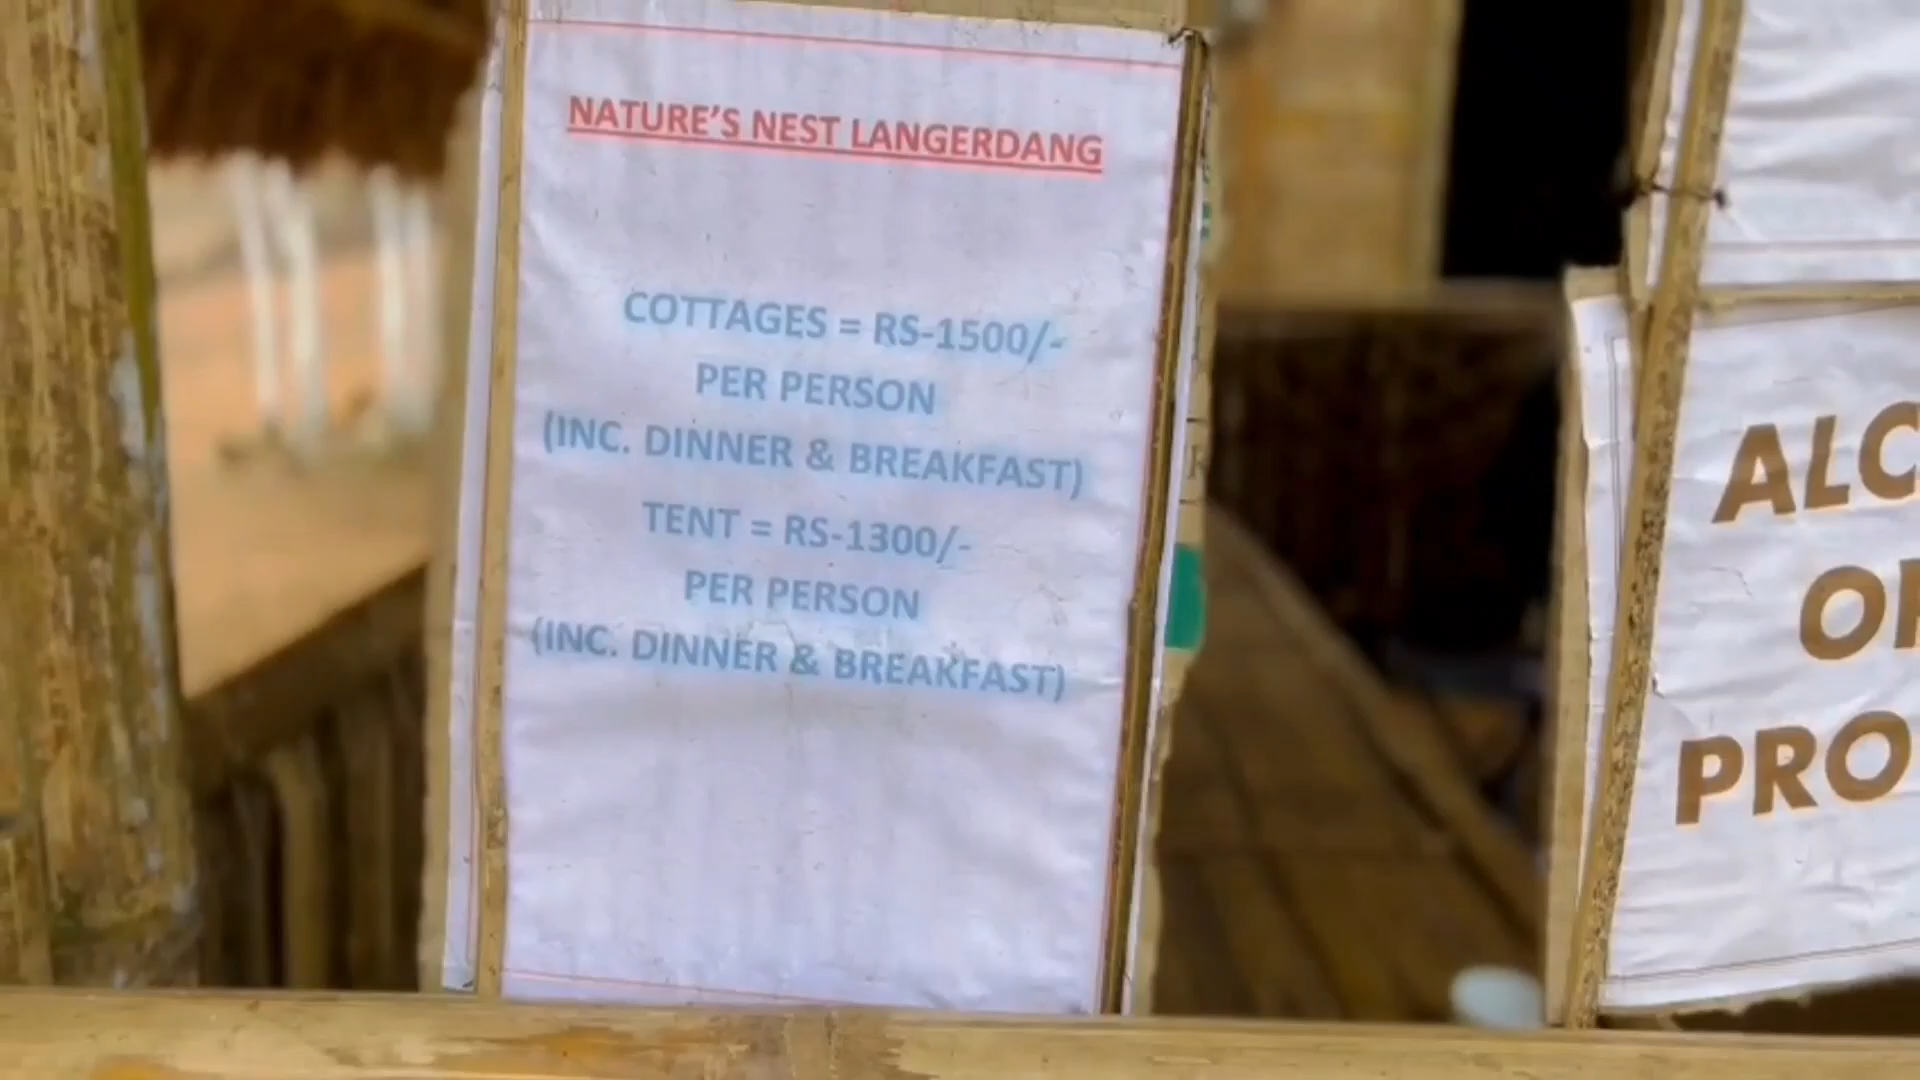 NATURE'S NEST LANGERDANG
COTTAGES = RS-1500/-
PER PERSON
(INC. DINNER & BREAKFAST)
TENT = RS-1300/-
PER PERSON
(INC. DINNER & BREAKFAST)
ALC
O
PRO